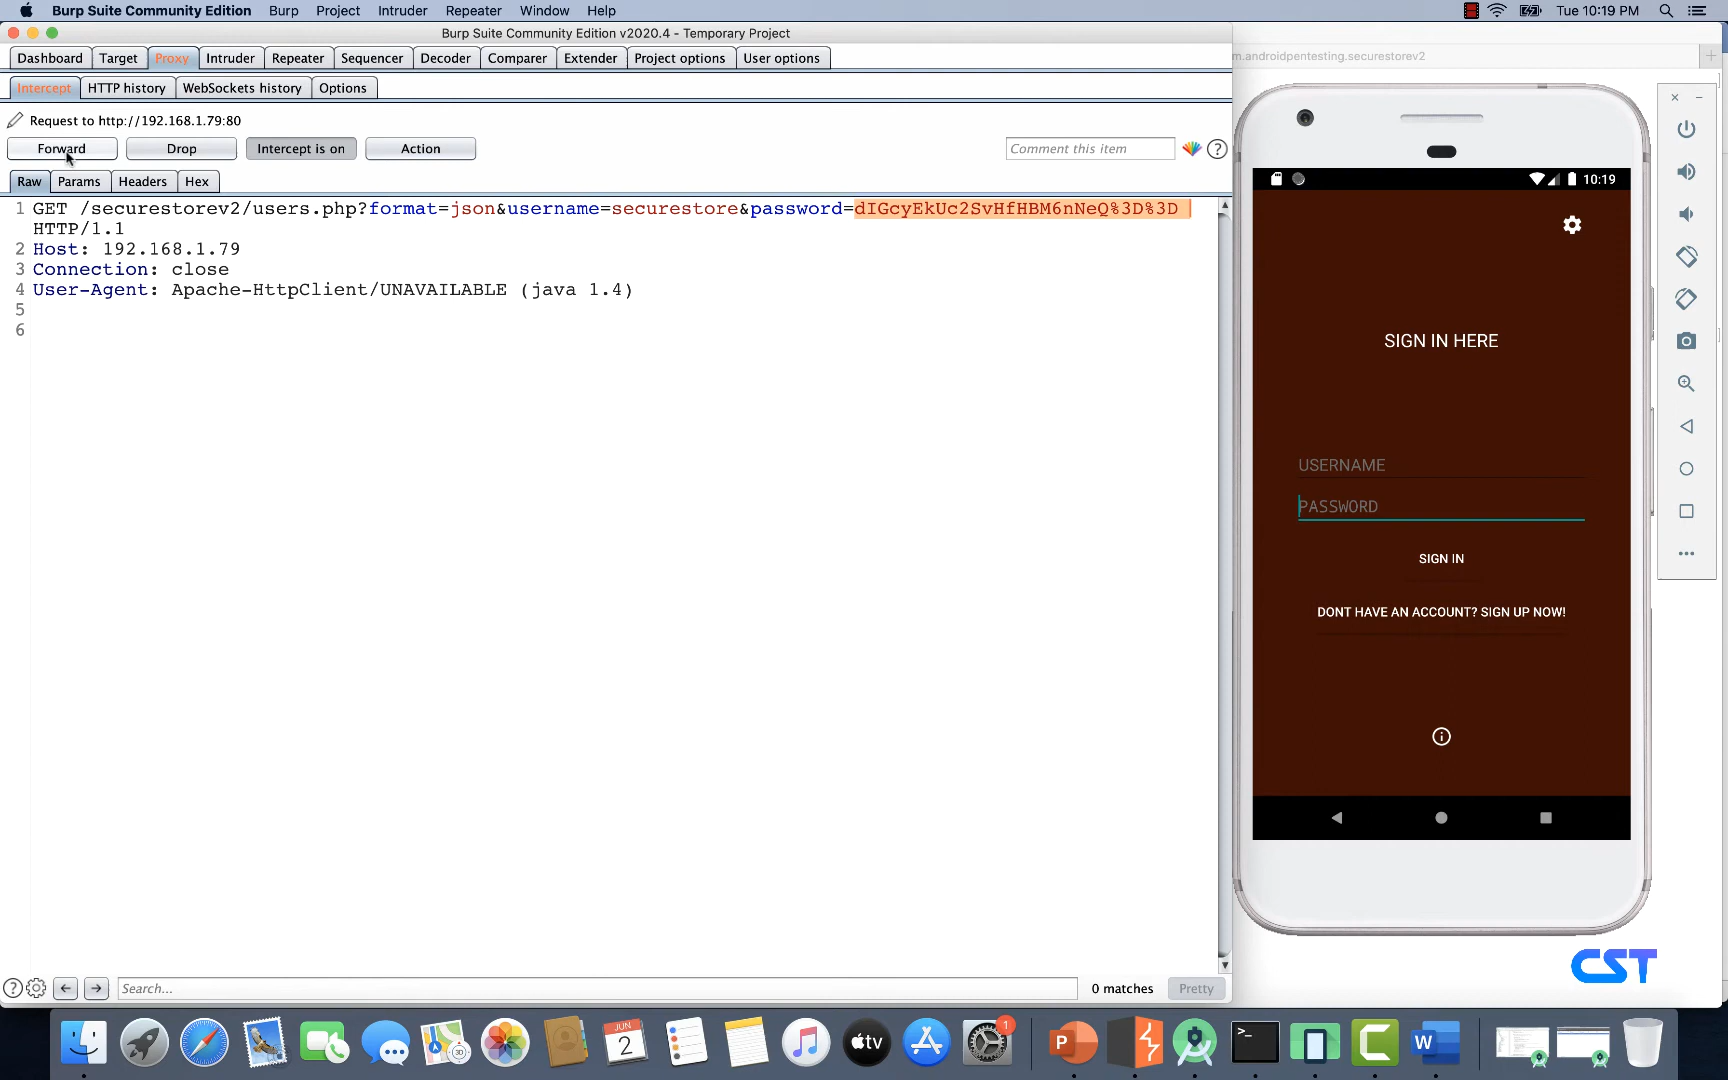 Burp Suite Community Edition Burp Project Intruder Repeater Window Help Tue 10:19 PM
Burp Suite Community Edition v2020.4 - Temporary Project
m.androidpentesting.securestorev2
Dashboard Target Proxy Intruder Repeater Sequencer Decoder Comparer Extender Project options User options
Intercept HTTP history WebSockets history Options
Request to http://192.168.1.79:80
Forward Drop Intercept is on Action Comment this item ?
Raw Params Headers Hex
1 GET /securestorev2/users.php?format=json&username=securestore&password=dIGcyEkUc2SvHfHBM6nNeQ%3D%3D
HTTP/1.1
2 Host: 192.168.1.79
3 Connection: close
4 User-Agent: Apache-HttpClient/UNAVAILABLE (java 1.4)
5
6
10:19
SIGN IN HERE
USERNAME
PASSWORD
SIGN IN
DONT HAVE AN ACCOUNT? SIGN UP NOW!
CST
? Search... 0 matches Pretty
JUN
2
tv
1
P
W